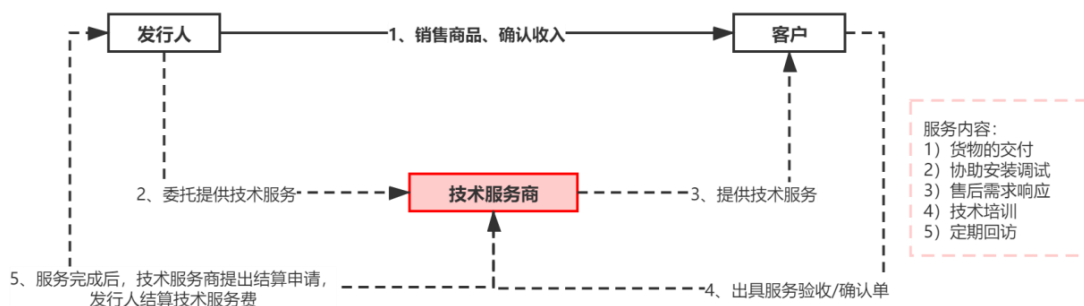 发行人
1、销售商品、确认收入
客户
服务内容：
1）货物的交付
2）协助安装调试
3）售后需求响应
4）技术培训
5）定期回访
2、委托提供技术服务
技术服务商
3、提供技术服务
5、服务完成后，技术服务商提出结算申请，
发行人结算技术服务费
4、出具服务验收/确认单